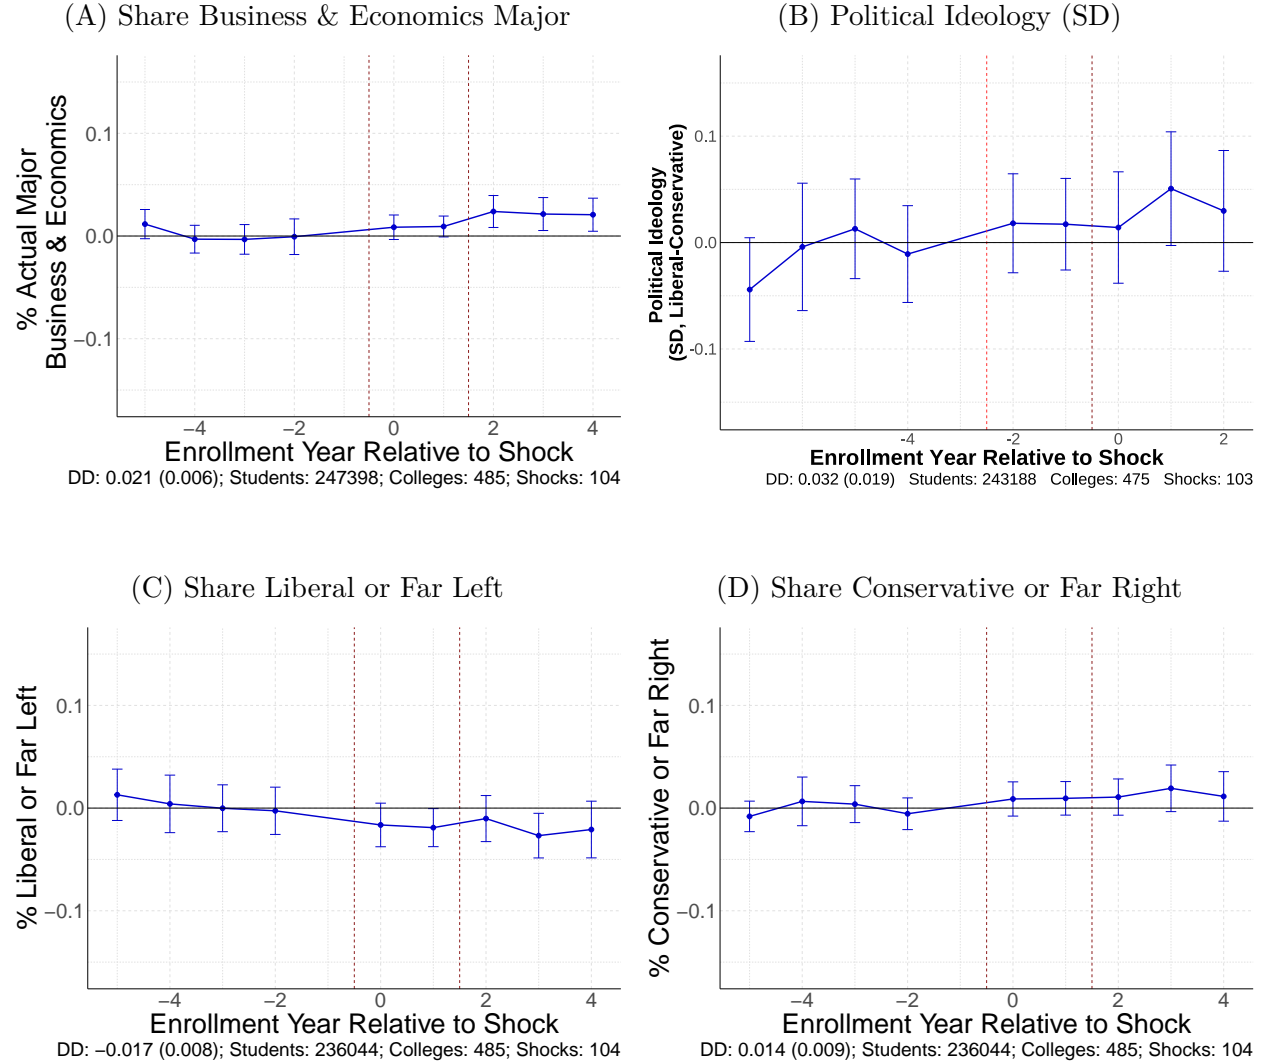 (A) Share Business & Economics Major
% Actual Major
Business & Economics
0.1
0.0
−0.1
−4 −2 0 2 4
Enrollment Year Relative to Shock
DD: 0.021 (0.006); Students: 247398; Colleges: 485; Shocks: 104
(B) Political Ideology (SD)
Political Ideology
(SD, Liberal-Conservative)
0.1
0.0
-0.1
-4 -2 0 2
Enrollment Year Relative to Shock
DD: 0.032 (0.019) Students: 243188 Colleges: 475 Shocks: 103
(C) Share Liberal or Far Left
% Liberal or Far Left
0.1
0.0
−0.1
−4 −2 0 2 4
Enrollment Year Relative to Shock
DD: −0.017 (0.008); Students: 236044; Colleges: 485; Shocks: 104
(D) Share Conservative or Far Right
% Conservative or Far Right
0.1
0.0
−0.1
−4 −2 0 2 4
Enrollment Year Relative to Shock
DD: 0.014 (0.009); Students: 236044; Colleges: 485; Shocks: 104